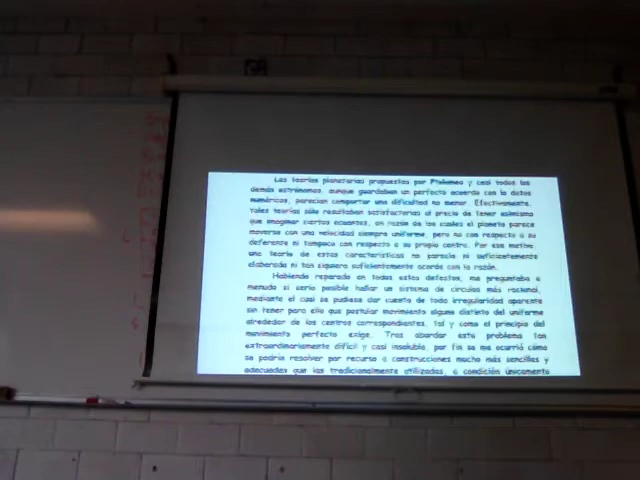 Las teorías planetarias propuestas por Ptolomeo y casi todos los
demás astrónomos, aunque guardaban un perfecto acuerdo con los datos
numéricos, parecían comportar una dificultad no menor. Efectivamente,
tales teorías sólo resultaban satisfactorias al precio de tener asimismo
que imaginar ciertos ecuantes, en razón de los cuales el planeta parece
moverse con una velocidad siempre uniforme, pero no con respecto a su
deferente ni tampoco con respecto a su propio centro. Por ese motivo,
una teoría de estas características no parecía ni suficientemente
elaborada ni tan siquiera suficientemente acorde con la razón.
Habiendo reparado en todos estos defectos, me preguntaba a
menudo si sería posible hallar un sistema de círculos más racional,
mediante el cual se pudiese dar cuenta de toda irregularidad aparente
sin tener para ello que postular movimiento alguno distinto del uniforme
alrededor de los centros correspondientes, tal y como el principio del
movimiento perfecto exige. Tras abordar este problema tan
extraordinariamente difícil y casi insoluble, por fin se me ocurrió cómo
se podría resolver por recurso a construcciones mucho más sencillas y
adecuadas que las tradicionalmente utilizadas, a condición únicamente